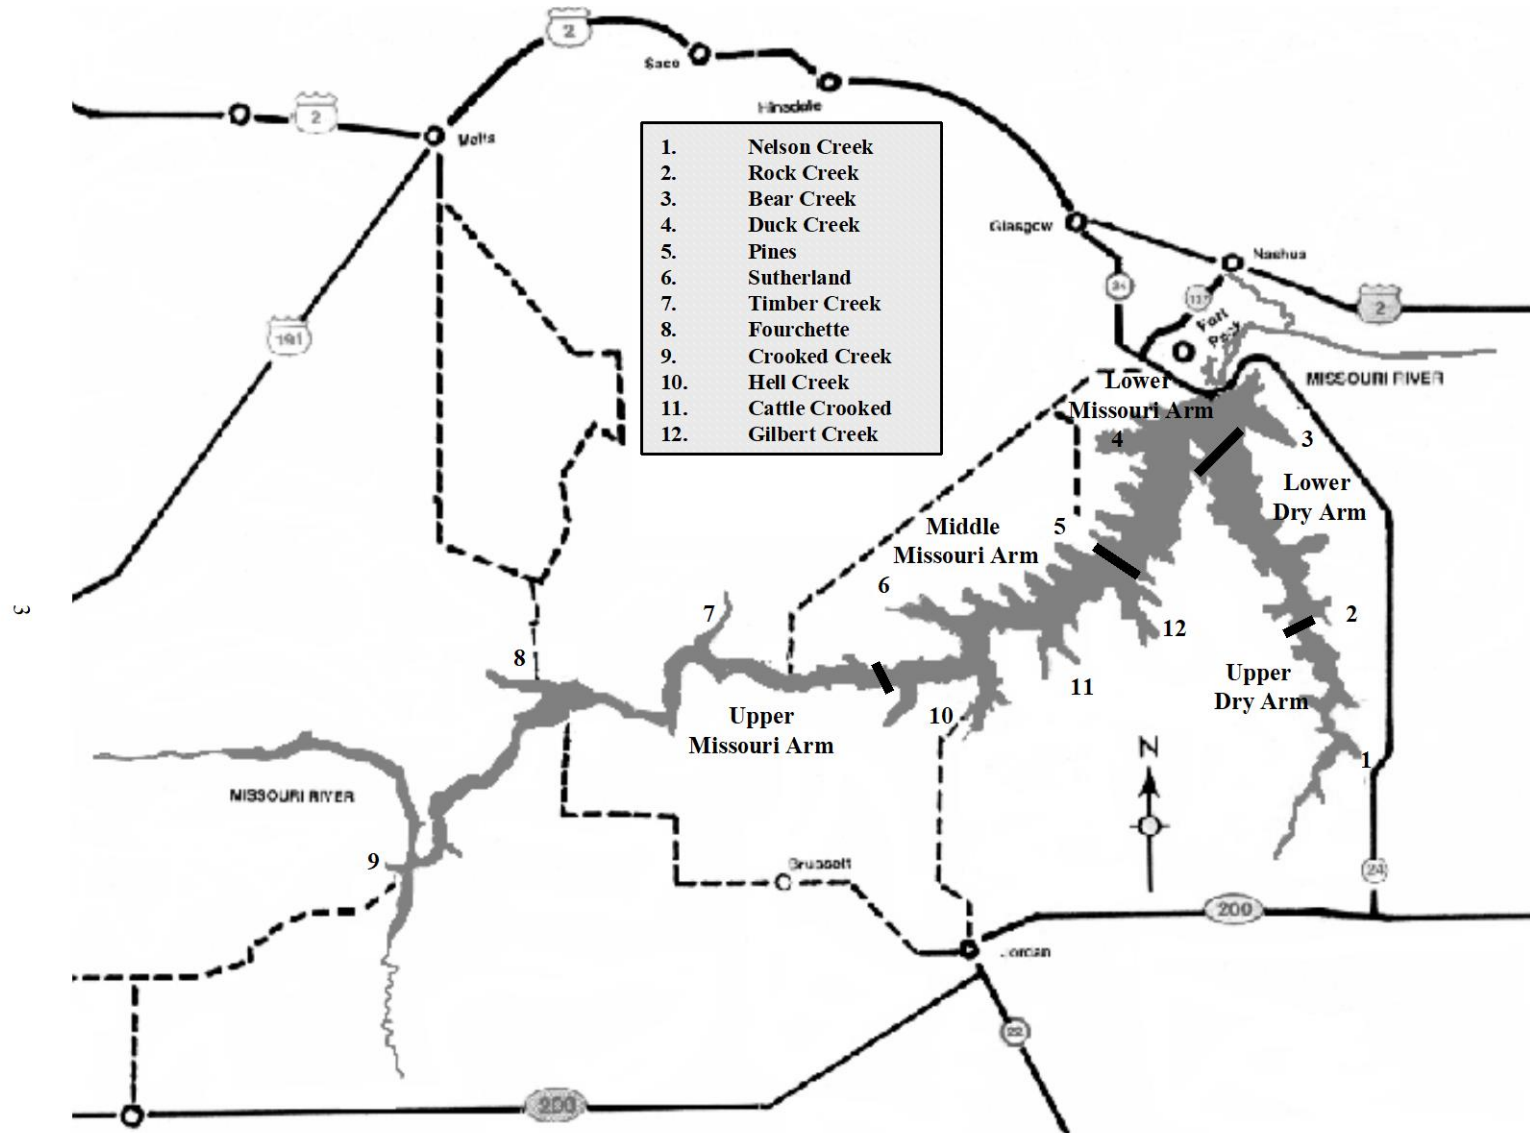 2
Saco
Hinsdale
2
Malta
1. Nelson Creek
2. Rock Creek
3. Bear Creek
4. Duck Creek
5. Pines
6. Sutherland
7. Timber Creek
8. Fourchette
9. Crooked Creek
10. Hell Creek
11. Cattle Crooked
12. Gilbert Creek
Glasgow
Nashua
24
117
2
Fort
Peck
191
MISSOURI RIVER
Lower
Missouri Arm
4
3
Lower
Dry Arm
Middle
Missouri Arm
5
6
7
8
12
2
11
Upper
Dry Arm
10
Upper
Missouri Arm
N
1
MISSOURI RIVER
9
Brussett
24
200
Jordan
22
200
3